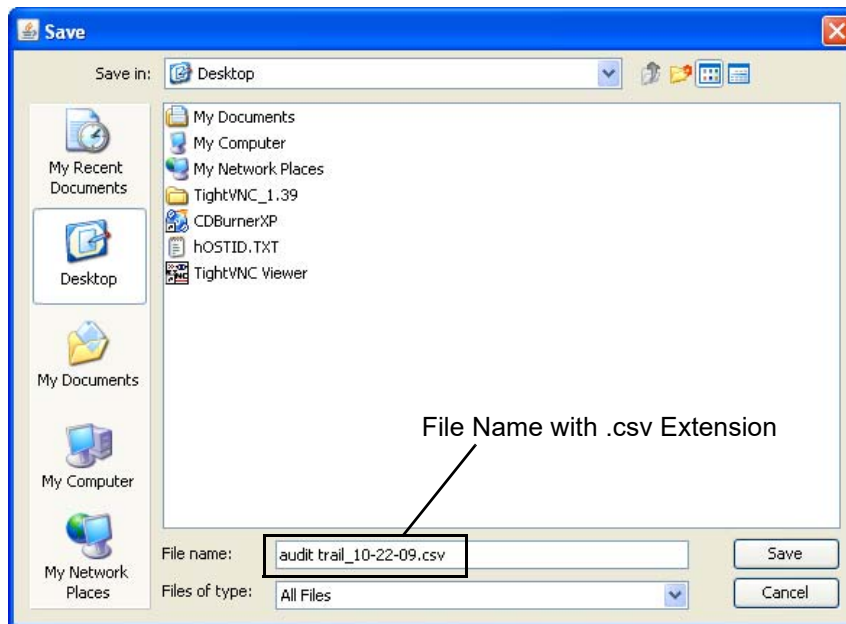 Save
Save in:
Desktop
My Recent
Documents
Desktop
My Documents
My Computer
My Network
Places
My Documents
My Computer
My Network Places
TightVNC_1.39
CDBurnerXP
hOSTID.TXT
TightVNC Viewer
File Name with .csv Extension
File name:
audit trail_10-22-09.csv
Save
Files of type:
All Files
Cancel